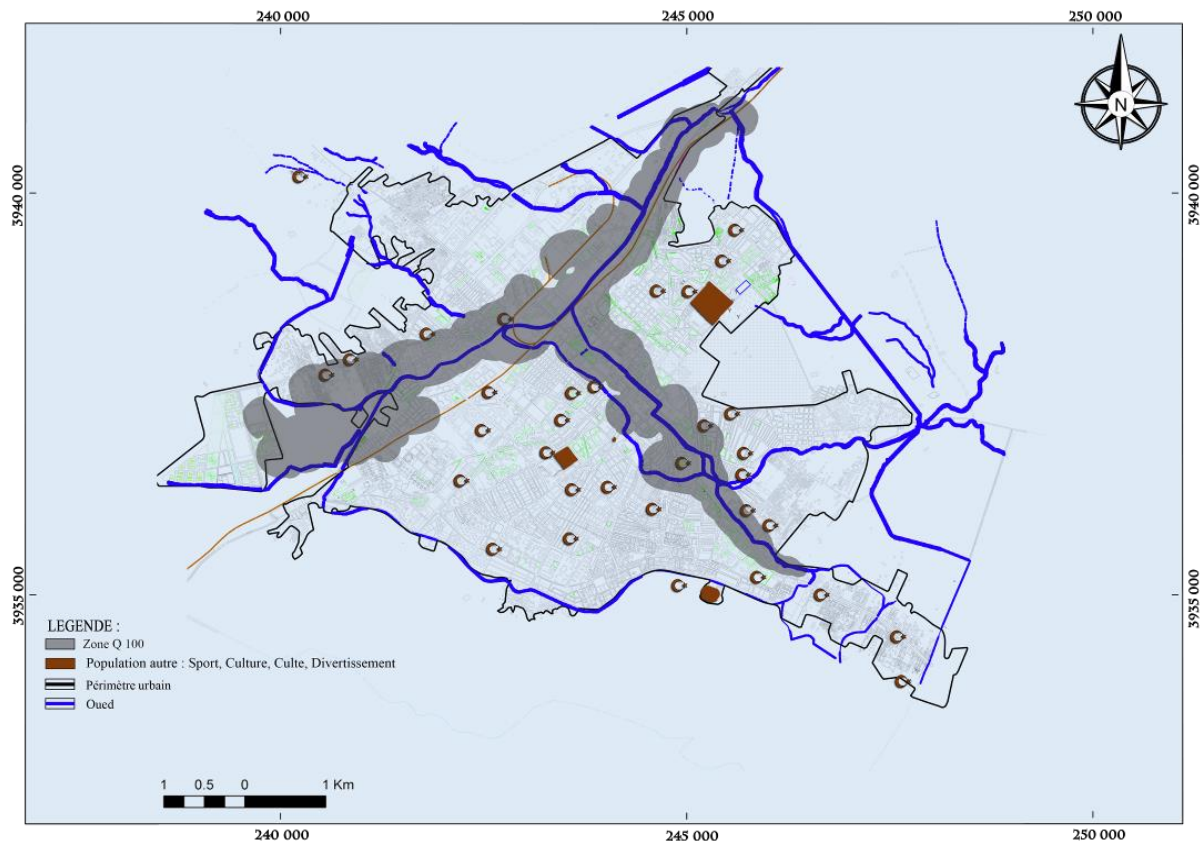 240 000 245 000 250 000
N
3940 000 3940 000
3935 000 3935 000
LEGENDE :
Zone Q 100
Population autre : Sport, Culture, Culte, Divertissement
Périmètre urbain
Oued
1 0.5 0 1 Km
240 000 245 000 250 000